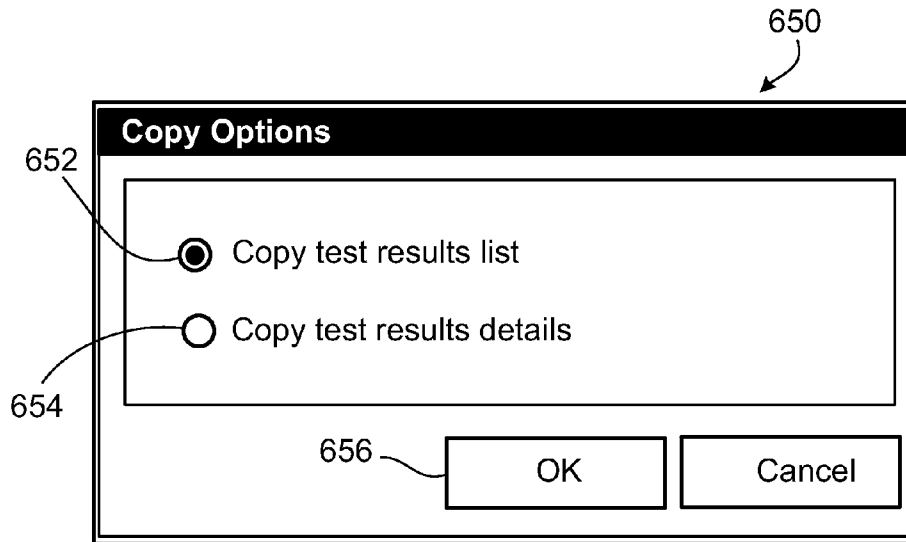 650
Copy Options
652
Copy test results list
Copy test results details
654
656
OK
Cancel